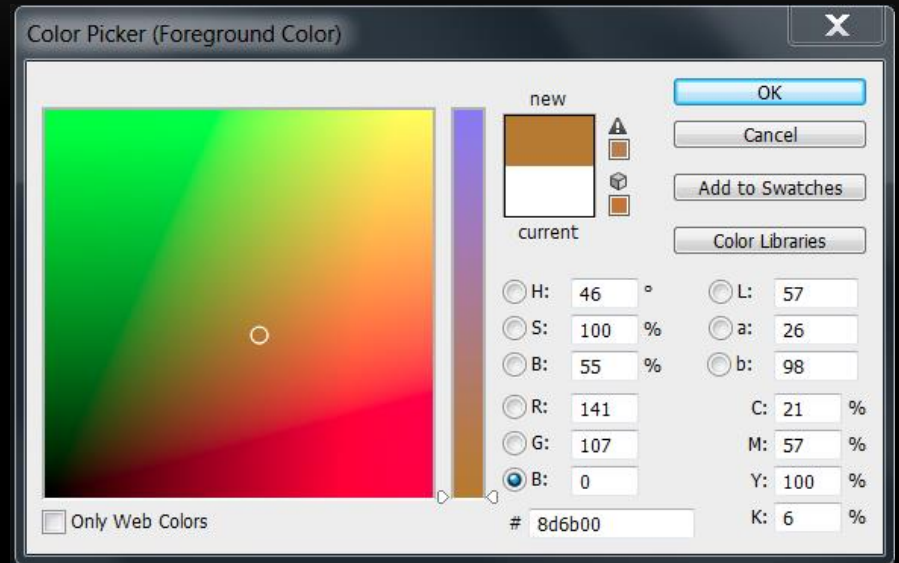 Color Picker (Foreground Color)
X
new
current
OK
Cancel
Add to Swatches
Color Libraries
H: 46 °
S: 100 %
B: 55 %
R: 141
G: 107
B: 0
# 8d6b00
L: 57
a: 26
b: 98
C: 21 %
M: 57 %
Y: 100 %
K: 6 %
Only Web Colors